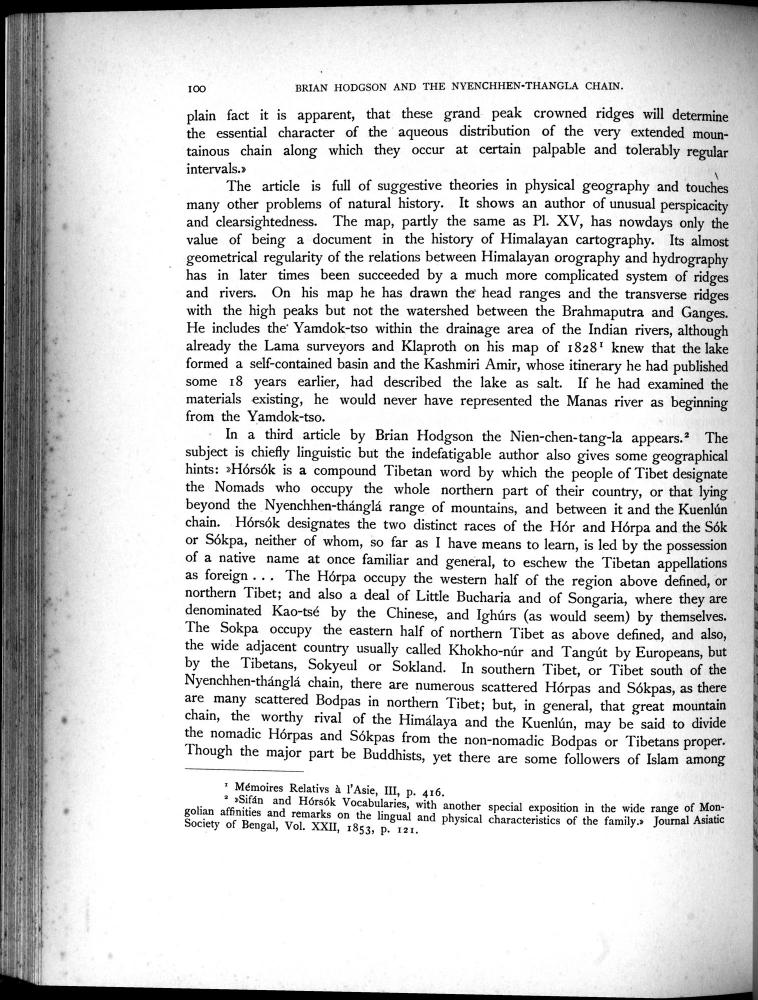 100 BRIAN HODGSON AND THE NYENCHHEN-THANGLA CHAIN.
plain fact it is apparent, that these grand peak crowned ridges will determine
the essential character of the aqueous distribution of the very extended moun-
tainous chain along which they occur at certain palpable and tolerably regular
intervals.»
The article is full of suggestive theories in physical geography and touches
many other problems of natural history. It shows an author of unusual perspicacity
and clearsightedness. The map, partly the same as Pl. XV, has nowdays only the
value of being a document in the history of Himalayan cartography. Its almost
geometrical regularity of the relations between Himalayan orography and hydrography
has in later times been succeeded by a much more complicated system of ridges
and rivers. On his map he has drawn the head ranges and the transverse ridges
with the high peaks but not the watershed between the Brahmaputra and Ganges.
He includes the Yamdok-tso within the drainage area of the Indian rivers, although
already the Lama surveyors and Klaproth on his map of 1828¹ knew that the lake
formed a self-contained basin and the Kashmiri Amir, whose itinerary he had published
some 18 years earlier, had described the lake as salt. If he had examined the
materials existing, he would never have represented the Manas river as beginning
from the Yamdok-tso.
In a third article by Brian Hodgson the Nien-chen-tang-la appears.² The
subject is chiefly linguistic but the indefatigable author also gives some geographical
hints: »Hórsók is a compound Tibetan word by which the people of Tibet designate
the Nomads who occupy the whole northern part of their country, or that lying
beyond the Nyenchhen-thánglá range of mountains, and between it and the Kuenlún
chain. Hórsók designates the two distinct races of the Hór and Hórpa and the Sók
or Sókpa, neither of whom, so far as I have means to learn, is led by the possession
of a native name at once familiar and general, to eschew the Tibetan appellations
as foreign . . . The Hórpa occupy the western half of the region above defined, or
northern Tibet; and also a deal of Little Bucharia and of Songaria, where they are
denominated Kao-tsé by the Chinese, and Ighúrs (as would seem) by themselves.
The Sokpa occupy the eastern half of northern Tibet as above defined, and also,
the wide adjacent country usually called Khokho-núr and Tangút by Europeans, but
by the Tibetans, Sokyeul or Sokland. In southern Tibet, or Tibet south of the
Nyenchhen-thánglá chain, there are numerous scattered Hórpas and Sókpas, as there
are many scattered Bodpas in northern Tibet; but, in general, that great mountain
chain, the worthy rival of the Himálaya and the Kuenlún, may be said to divide
the nomadic Hórpas and Sókpas from the non-nomadic Bodpas or Tibetans proper.
Though the major part be Buddhists, yet there are some followers of Islam among
¹ Mémoires Relativs à l'Asie, III, p. 416.
² »Sifán and Hórsók Vocabularies, with another special exposition in the wide range of Mon-
golian affinities and remarks on the lingual and physical characteristics of the family.» Journal Asiatic
Society of Bengal, Vol. XXII, 1853, p. 121.